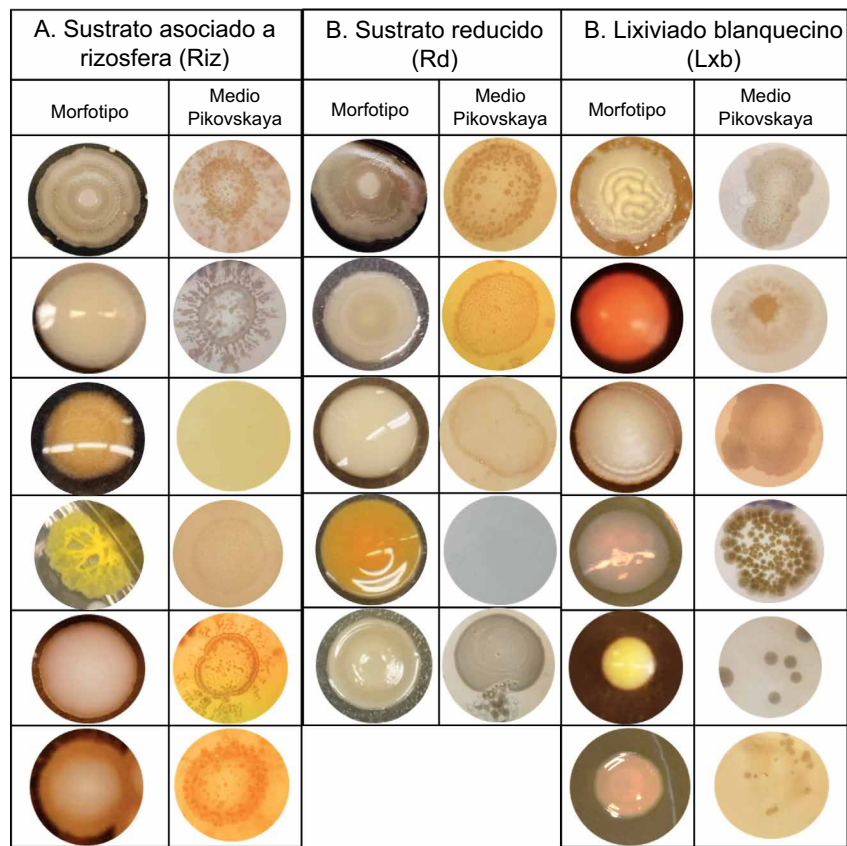 A. Sustrato asociado a
rizosfera (Riz)
B. Sustrato reducido
(Rd)
B. Lixiviado blanquecino
(Lxb)
Morfotipo
Medio
Pikovskaya
Morfotipo
Medio
Pikovskaya
Morfotipo
Medio
Pikovskaya